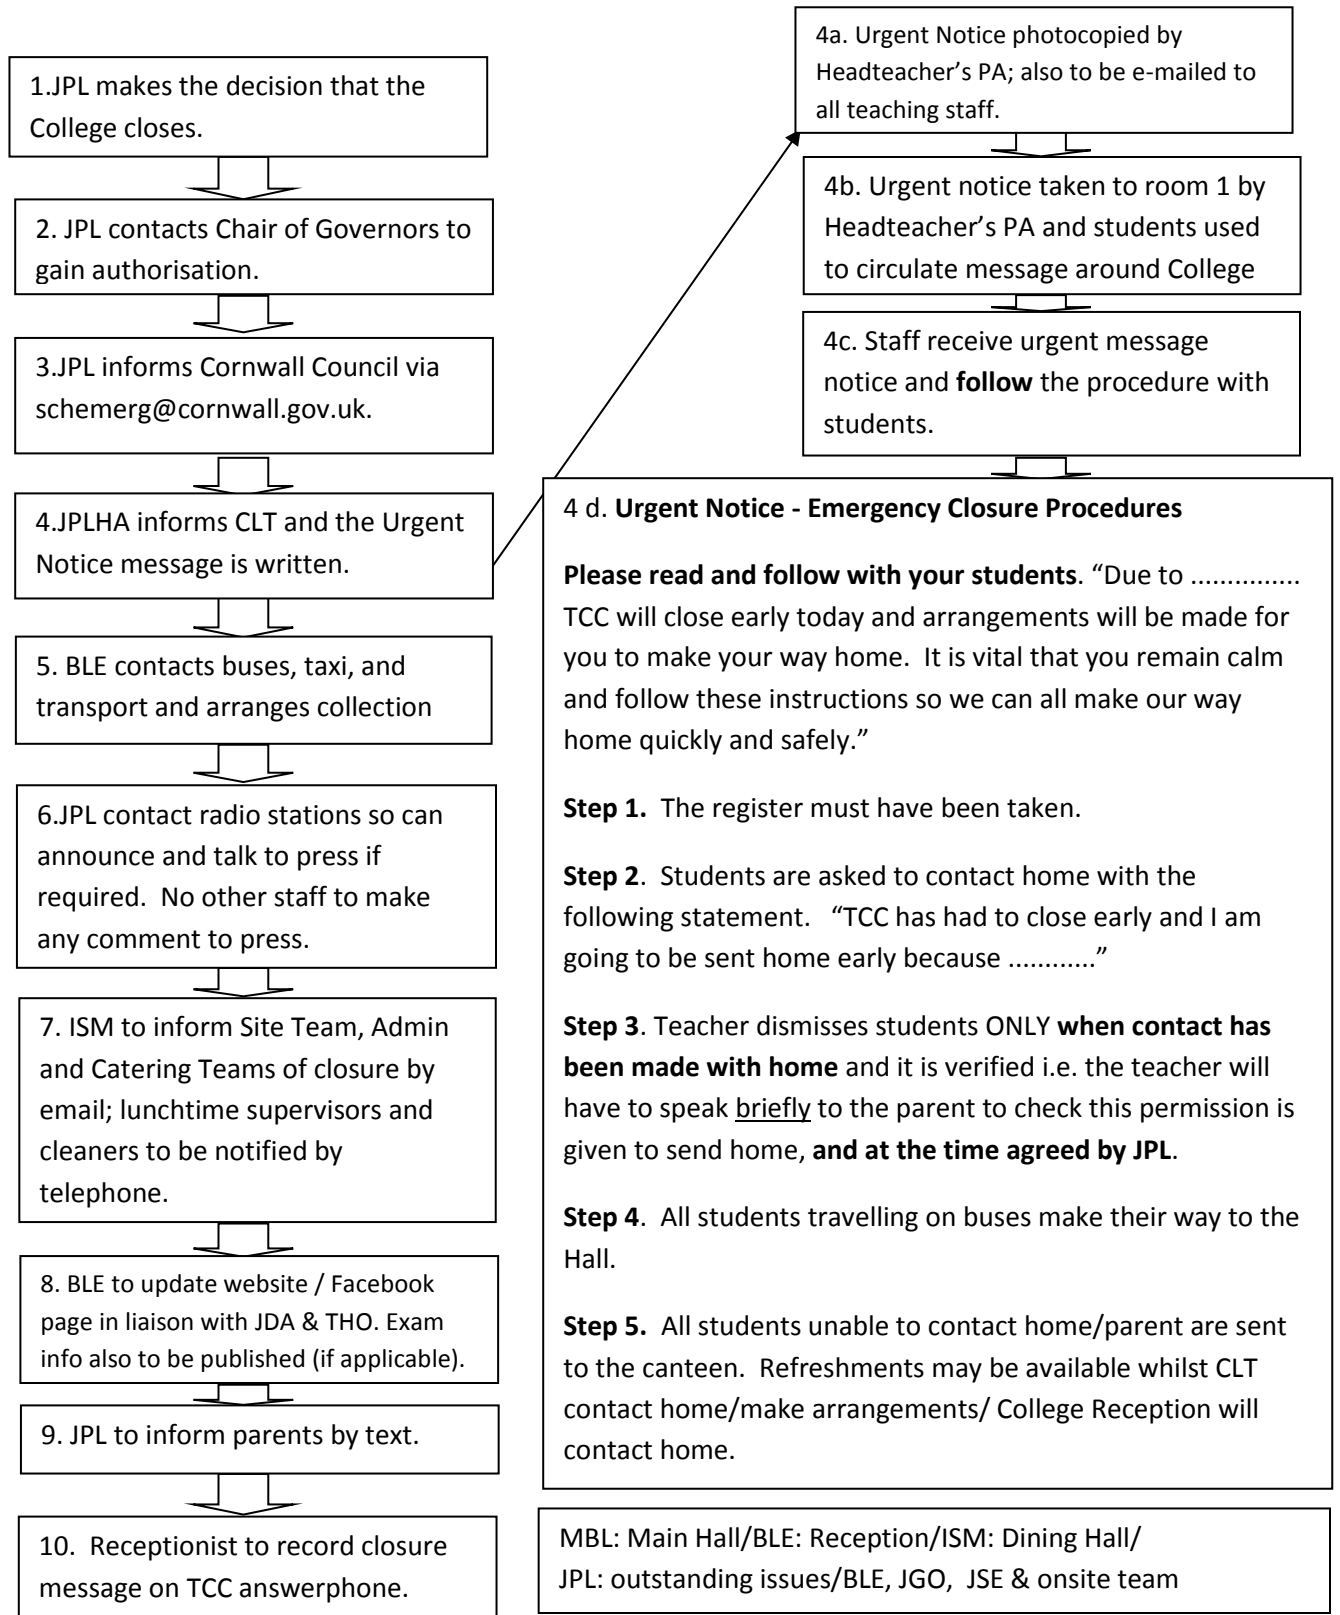 1.JPL makes the decision that the
College closes.
2. JPL contacts Chair of Governors to
gain authorisation.
3.JPL informs Cornwall Council via
schemerg@cornwall.gov.uk.
4.JPLHA informs CLT and the Urgent
Notice message is written.
5. BLE contacts buses, taxi, and
transport and arranges collection
6.JPL contact radio stations so can
announce and talk to press if
required.  No other staff to make
any comment to press.
7. ISM to inform Site Team, Admin
and Catering Teams of closure by
email; lunchtime supervisors and
cleaners to be notified by
telephone.
8. BLE to update website / Facebook
page in liaison with JDA & THO. Exam
info also to be published (if applicable).
9. JPL to inform parents by text.
10.  Receptionist to record closure
message on TCC answerphone.
4a. Urgent Notice photocopied by
Headteacher’s PA; also to be e-mailed to
all teaching staff.
4b. Urgent notice taken to room 1 by
Headteacher’s PA and students used
to circulate message around College
4c. Staff receive urgent message
notice and follow the procedure with
students.
4 d. Urgent Notice - Emergency Closure Procedures
Please read and follow with your students. “Due to ...............
TCC will close early today and arrangements will be made for
you to make your way home.  It is vital that you remain calm
and follow these instructions so we can all make our way
home quickly and safely.”
Step 1.  The register must have been taken.
Step 2.  Students are asked to contact home with the
following statement.   “TCC has had to close early and I am
going to be sent home early because ............”
Step 3. Teacher dismisses students ONLY when contact has
been made with home and it is verified i.e. the teacher will
have to speak briefly to the parent to check this permission is
given to send home, and at the time agreed by JPL.
Step 4.  All students travelling on buses make their way to the
Hall.
Step 5.  All students unable to contact home/parent are sent
to the canteen.  Refreshments may be available whilst CLT
contact home/make arrangements/ College Reception will
contact home.
MBL: Main Hall/BLE: Reception/ISM: Dining Hall/
JPL: outstanding issues/BLE, JGO,  JSE & onsite team